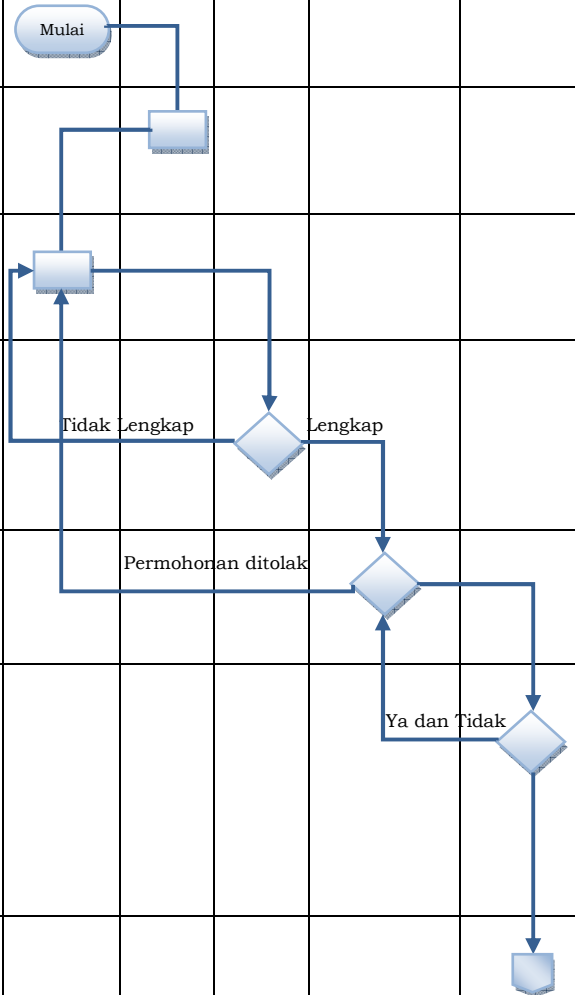 Mulai
Tidak Lengkap
Lengkap
Permohonan ditolak
Ya dan Tidak